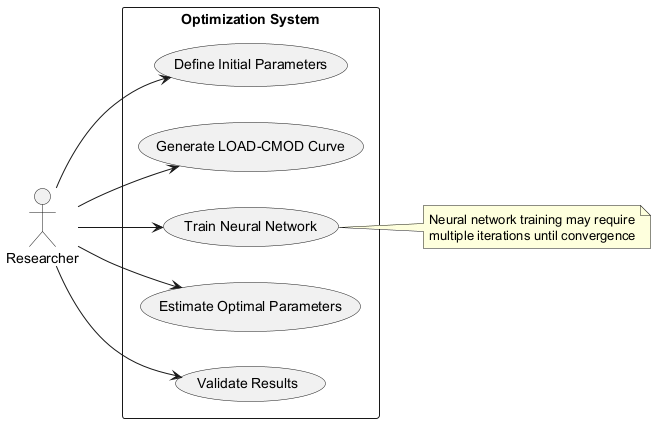 Optimization System
Define Initial Parameters
Generate LOAD-CMOD Curve
Train Neural Network
Neural network training may require
multiple iterations until convergence
Researcher
Estimate Optimal Parameters
Validate Results